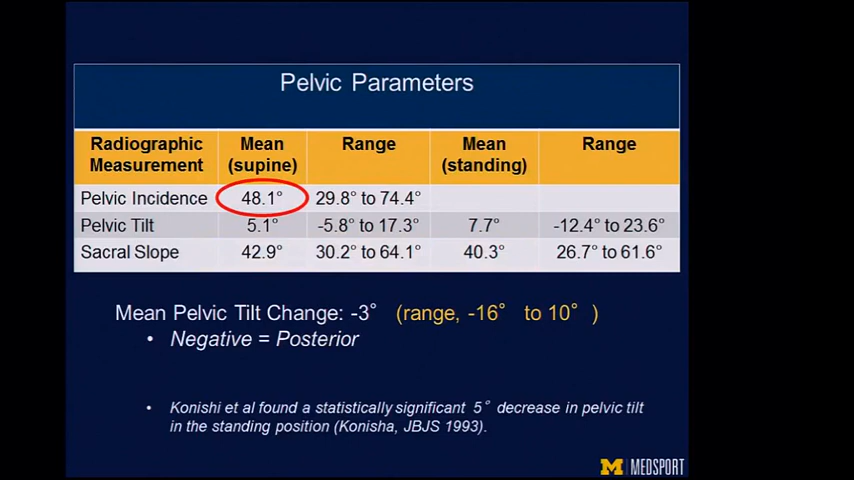 Pelvic Parameters
Radiographic Measurement Mean (supine) Range Mean (standing) Range
Pelvic Incidence 48.1° 29.8° to 74.4°
Pelvic Tilt 5.1° -5.8° to 17.3° 7.7° -12.4° to 23.6°
Sacral Slope 42.9° 30.2° to 64.1° 40.3° 26.7° to 61.6°
Mean Pelvic Tilt Change: -3° (range, -16° to 10° )
• Negative = Posterior
• Konishi et al found a statistically significant 5° decrease in pelvic tilt
in the standing position (Konisha, JBJS 1993).
M MEDSPORT